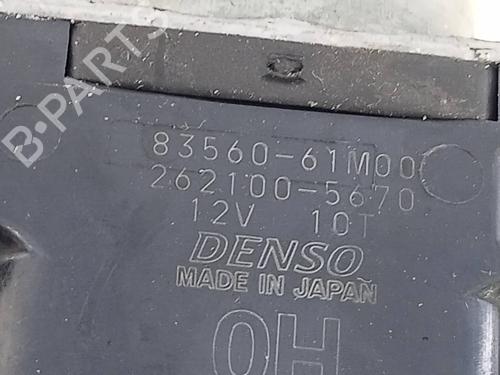 B-PARTS
83560-61M00
262100-5670
12V 10T
DENSO
MADE IN JAPAN
0H